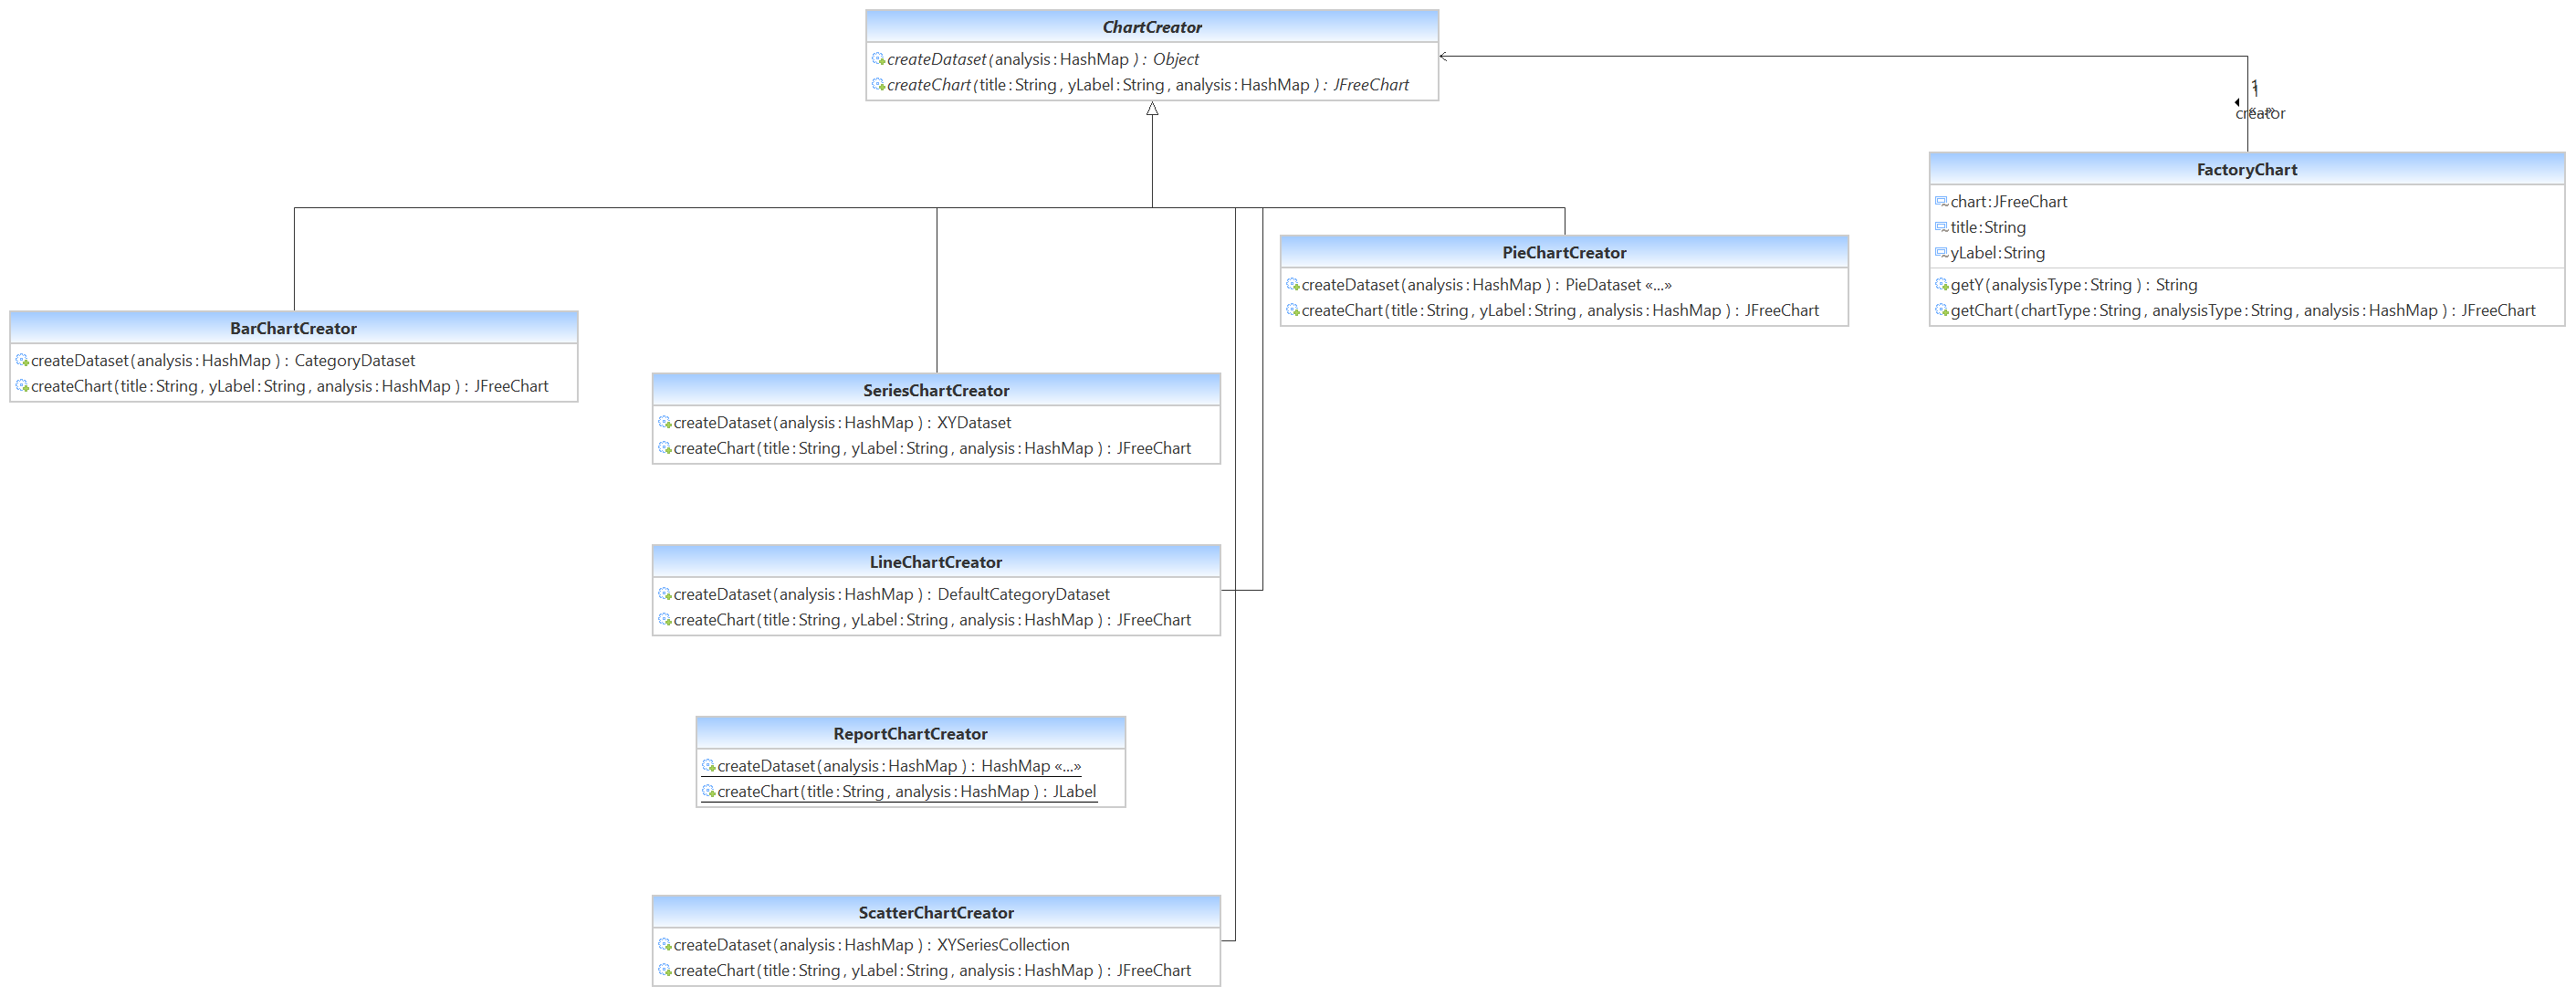 ChartCreator
createDataset(analysis:HashMap ) : Object
createChart(title:String, yLabel:String, analysis:HashMap ) : JFreeChart
1
1
«...»
creator
FactoryChart
chart:JFreeChart
title:String
yLabel:String
getY(analysisType:String) : String
getChart(chartType:String, analysisType:String, analysis:HashMap ) : JFreeChart
PieChartCreator
createDataset(analysis:HashMap ) : PieDataset «...»
createChart(title:String, yLabel:String, analysis:HashMap ) : JFreeChart
BarChartCreator
createDataset(analysis:HashMap ) : CategoryDataset
createChart(title:String, yLabel:String, analysis:HashMap ) : JFreeChart
SeriesChartCreator
createDataset(analysis:HashMap ) : XYDataset
createChart(title:String, yLabel:String, analysis:HashMap ) : JFreeChart
LineChartCreator
createDataset(analysis:HashMap ) : DefaultCategoryDataset
createChart(title:String, yLabel:String, analysis:HashMap ) : JFreeChart
ReportChartCreator
createDataset(analysis:HashMap ) : HashMap «...»
createChart(title:String, analysis:HashMap ) : JLabel
ScatterChartCreator
createDataset(analysis:HashMap ) : XYSeriesCollection
createChart(title:String, yLabel:String, analysis:HashMap ) : JFreeChart